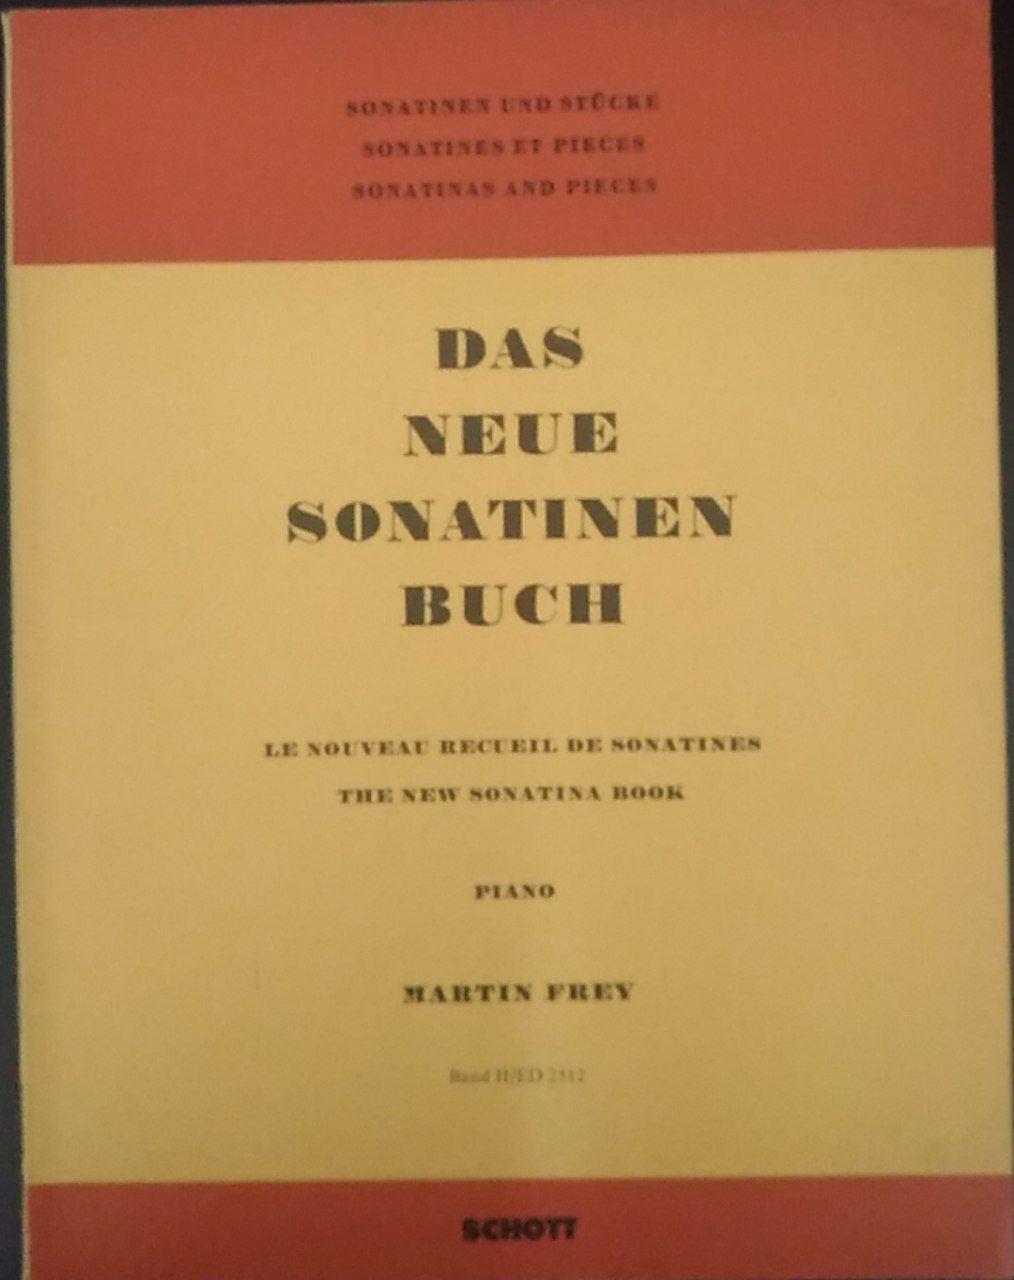 SONATINEN UND STÜCKE
SONATINES ET PIECES
SONATINAS AND PIECES
DAS
NEUE
SONATINEN
BUCH
LE NOUVEAU RECUEIL DE SONATINES
THE NEW SONATINA BOOK
PIANO
MARTIN FREY
Band II/ED 2512
SCHOTT